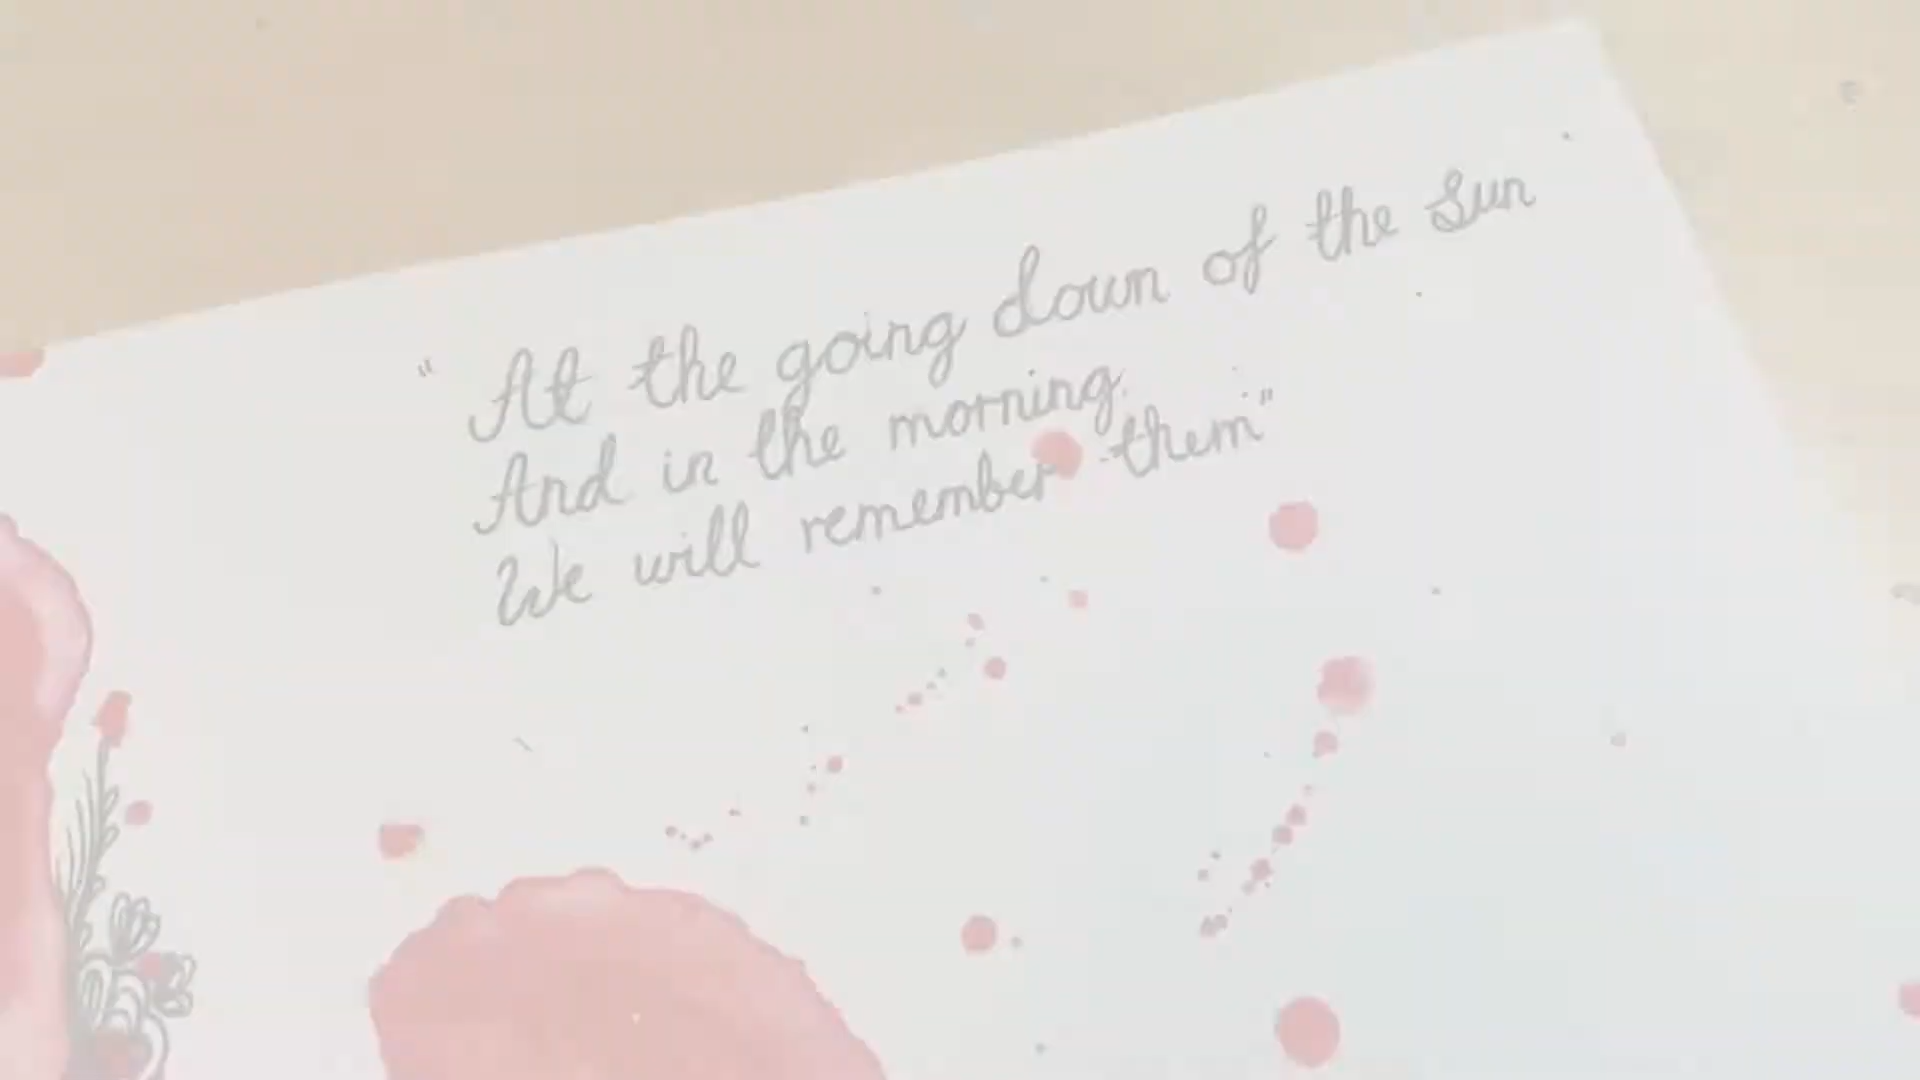 "At the going down of the Sun
And in the morning.
We will remember them"